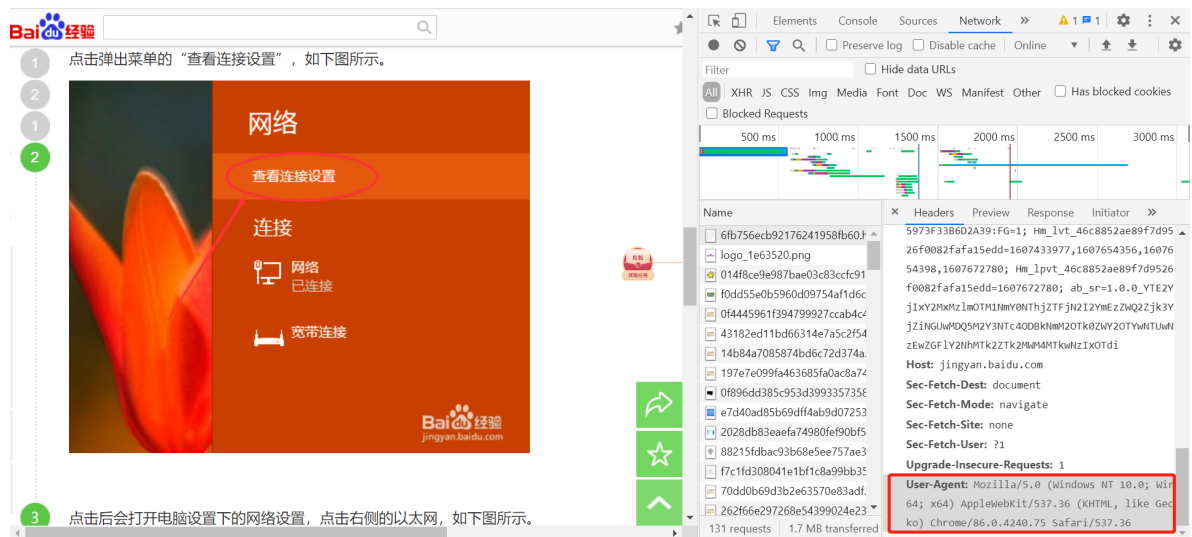 Bai du 经验
1
点击弹出菜单的“查看连接设置”，如下图所示。
2
1
2
网络
查看连接设置
连接
网络
已连接
宽带连接
Bai du 经验
jingyan.baidu.com
3
点击后会打开电脑设置下的网络设置，点击右侧的以太网，如下图所示。
Elements Console Sources Network » 1 1
Preserve log Disable cache Online
Filter Hide data URLs
All XHR JS CSS Img Media Font Doc WS Manifest Other Has blocked cookies
Blocked Requests
500 ms 1000 ms 1500 ms 2000 ms 2500 ms 3000 ms
Name
6fb756ecb92176241958fb60.h
logo_1e63520.png
014f8ce9e987bae03c83ccfc91
f0dd55e0b5960d09754af1d6c
0f4445961f394799927ccab4c4
43182ed11bd66314e7a5c2f54
14b84a7085874bd6c72d374a.
197e7e099fa463685fa0ac8a74
0f896dd385c953d3993357358
e7d40ad85b69dff4ab9d07253
2028db83eaefa74980fef90bf5
88215fdbac93b68e5ee757ae3
f7c1fd308041e1bf1c8a99bb35
70dd0b69d3b2e63570e83adf.
262f66e297268e54399024e23
131 requests 1.7 MB transferred
× Headers Preview Response Initiator »
5973F33B6D2A39:FG=1; Hm_lvt_46c8852ae89f7d95
26f0082fafa15edd=1607433977,1607654356,16076
54398,1607672780; Hm_lpvt_46c8852ae89f7d9526
f0082fafa15edd=1607672780; ab_sr=1.0.0_YTE2Y
jIxY2MxMzlmOTM1NmY0NThjZTFjN2I2YmEzZWQ2Zjk3Y
jZiNGUwMDQ5M2Y3NTc4ODBkNmM2OTk0ZWY2OTYwNTUwN
zEwZGFlY2NhMTk2ZTk2MWM4MTkwNzIxOTdi
Host: jingyan.baidu.com
Sec-Fetch-Dest: document
Sec-Fetch-Mode: navigate
Sec-Fetch-Site: none
Sec-Fetch-User: ?1
Upgrade-Insecure-Requests: 1
User-Agent: Mozilla/5.0 (Windows NT 10.0; Win
64; x64) AppleWebKit/537.36 (KHTML, like Gec
ko) Chrome/86.0.4240.75 Safari/537.36